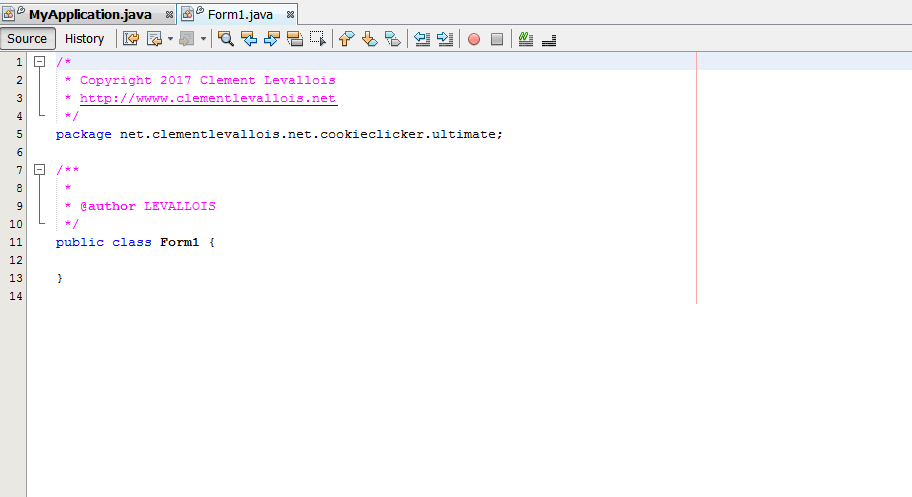 MyApplication.java Form1.java
Source History
1 /*
2 * Copyright 2017 Clement Levallois
3 * http://wwww.clementlevallois.net
4 */
5 package net.clementlevallois.net.cookieclicker.ultimate;
6
7 /**
8 *
9 * @author LEVALLOIS
10 */
11 public class Form1 {
12
13 }
14